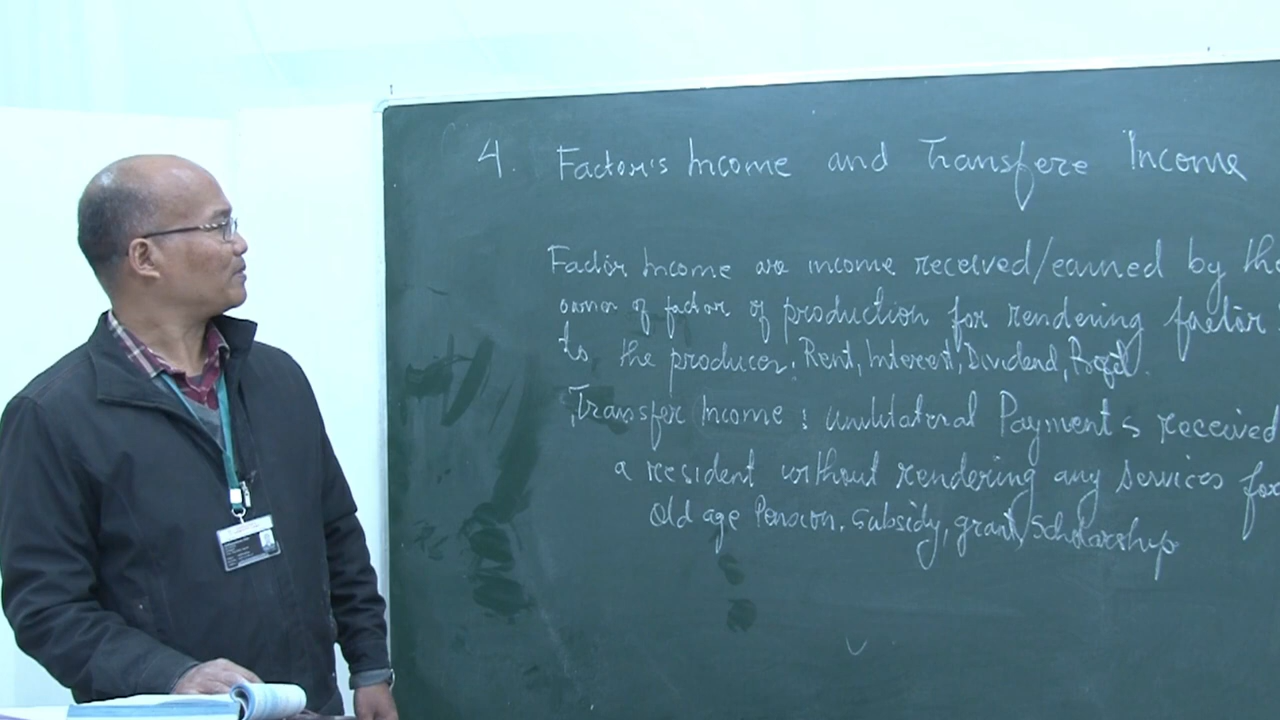 4. Factor's Income and Transfere Income
Factor Income are income received/earned by the
owner of factor of production for rendering factor
to the producer. Rent, Interest, Dividend, Profit.
Transfer Income : Unilateral Payments received
a resident without rendering any services for
Old age Pension, Subsidy, grant, Scholarship